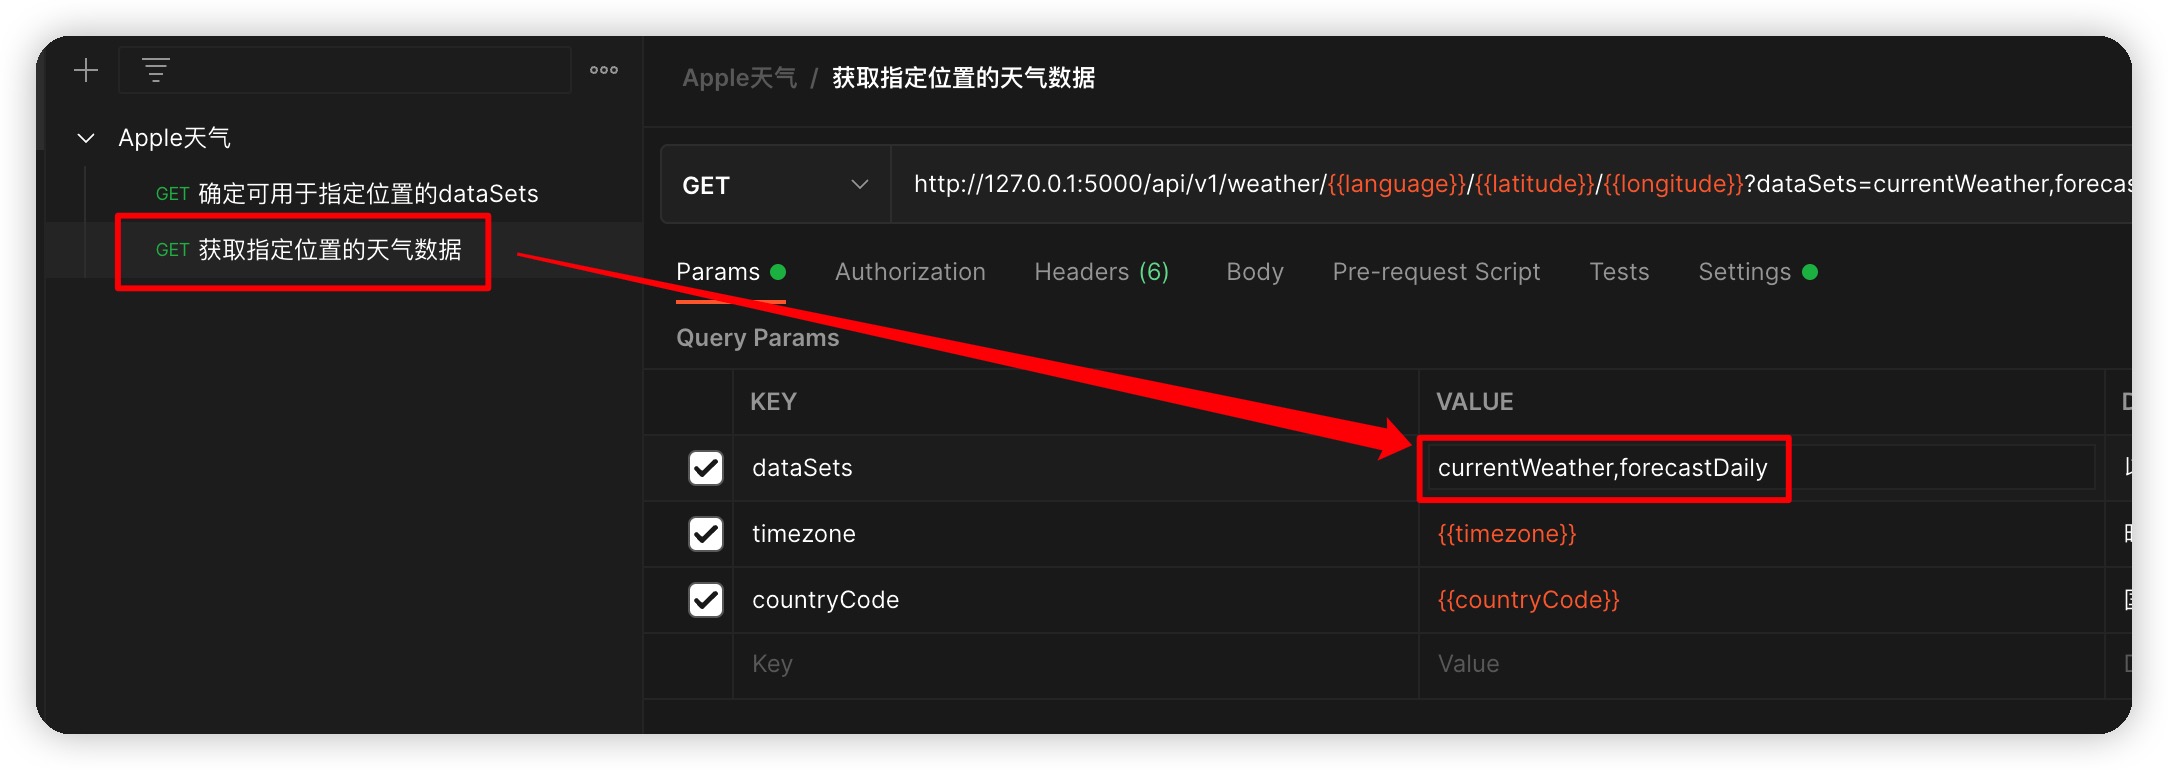 Apple天气
GET 确定可用于指定位置的dataSets
GET 获取指定位置的天气数据
Apple天气 / 获取指定位置的天气数据
GET
http://127.0.0.1:5000/api/v1/weather/{{language}}/{{latitude}}/{{longitude}}?dataSets=currentWeather,forecas
Params Authorization Headers (6) Body Pre-request Script Tests Settings
Query Params
KEY VALUE D
dataSets currentWeather,forecastDaily
timezone {{timezone}}
countryCode {{countryCode}}
Key Value D